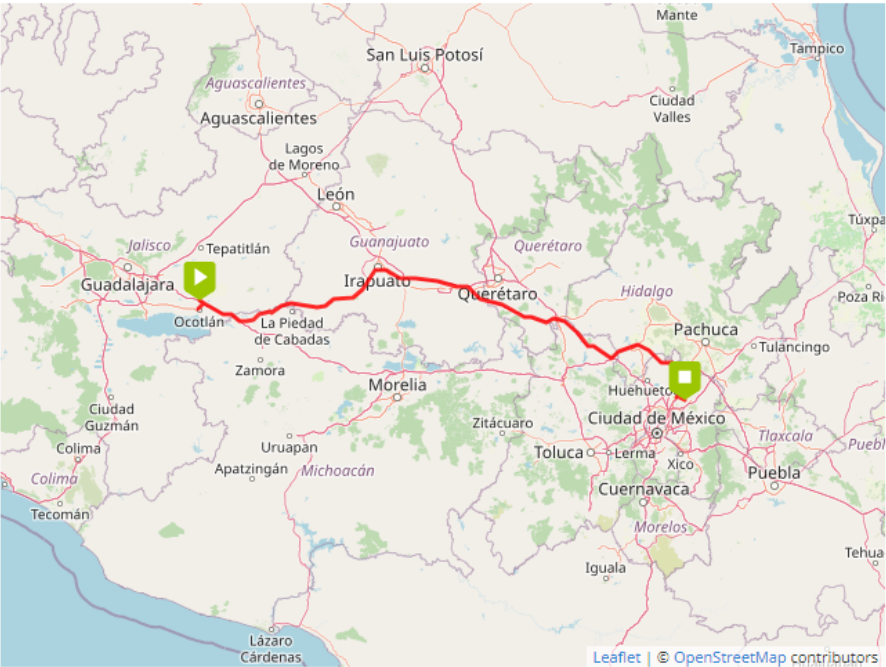 Mante
Tampico
San Luis Potosí
Aguascalientes
Aguascalientes
Ciudad
Valles
Lagos
de Moreno
León
Túxpa
Jalisco
Tepatitlán
Guanajuato
Querétaro
Guadalajara
Irapuato
Querétaro
Hidalgo
Poza Ri
Ocotlán
La Piedad
de Cabadas
Pachuca
Tulancingo
Zamora
Morelia
Huehueto
Ciudad
Guzmán
Zitácuaro
Ciudad de México
Tlaxcala
Puebl
Colima
Uruapan
Toluca
Lerma
Xico
Colima
Apatzingán
Michoacán
Puebla
Cuernavaca
Tecomán
Morelos
Tehua
Iguala
Lázaro
Cárdenas
Leaflet | © OpenStreetMap contributors